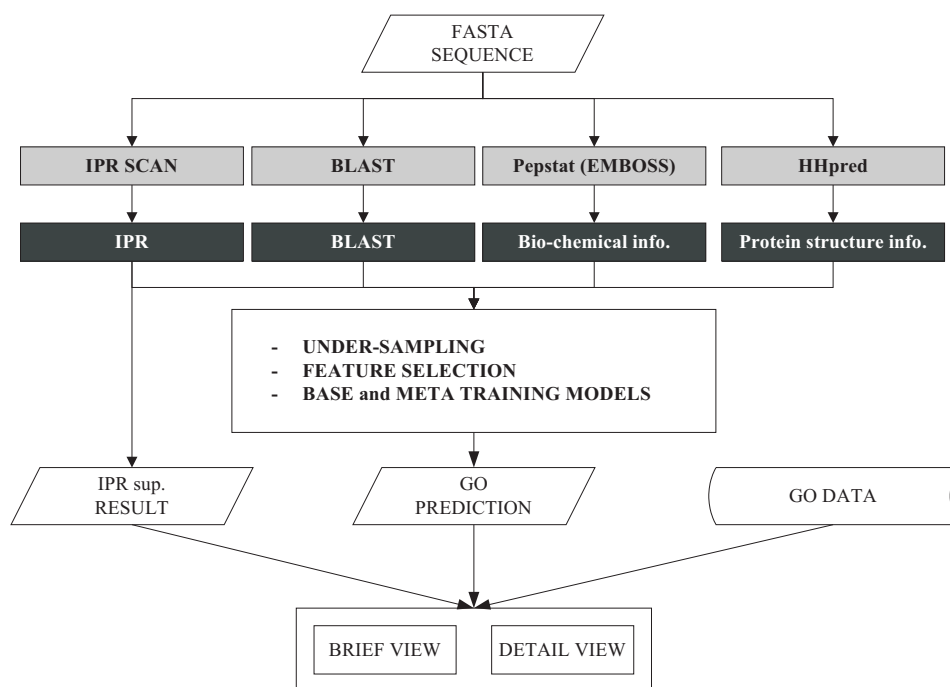 FASTA
SEQUENCE
IPR SCAN
BLAST
Pepstat (EMBOSS)
HHpred
IPR
BLAST
Bio-chemical info.
Protein structure info.
- UNDER-SAMPLING
- FEATURE SELECTION
- BASE and META TRAINING MODELS
IPR sup.
RESULT
GO
PREDICTION
GO DATA
BRIEF VIEW
DETAIL VIEW